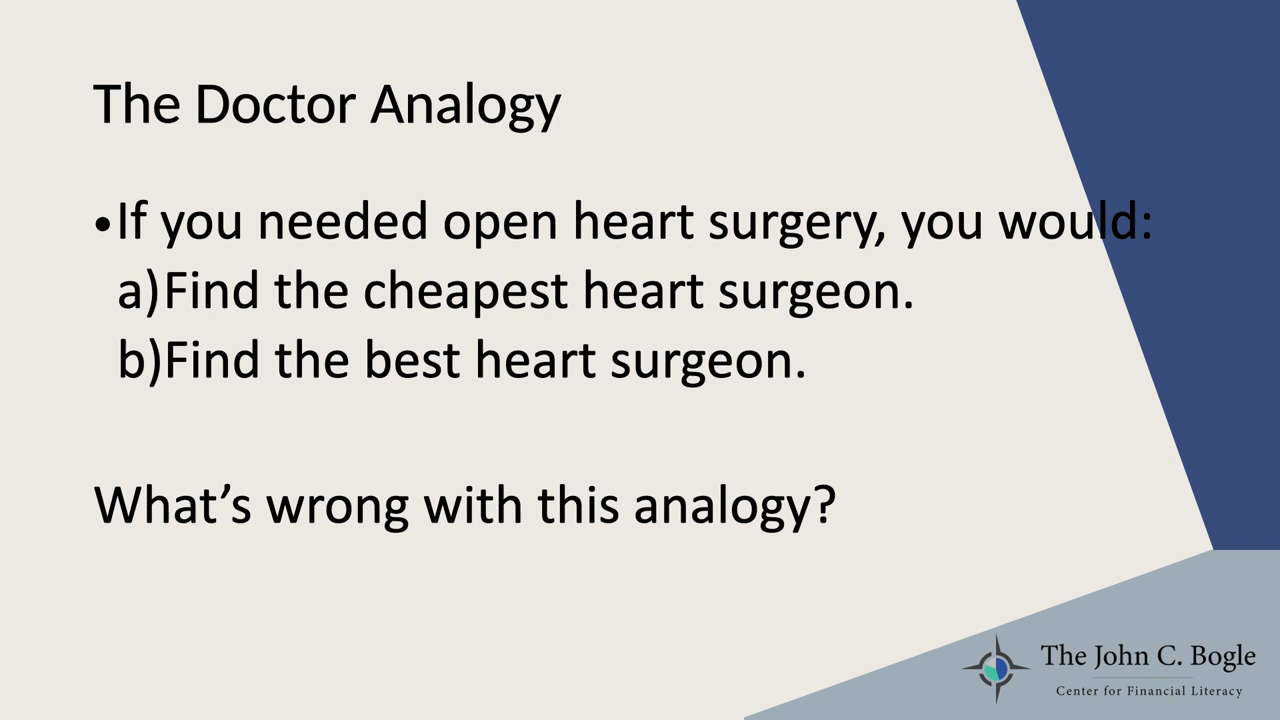 The Doctor Analogy
•If you needed open heart surgery, you would:
a)Find the cheapest heart surgeon.
b)Find the best heart surgeon.
What’s wrong with this analogy?
The John C. Bogle
Center for Financial Literacy